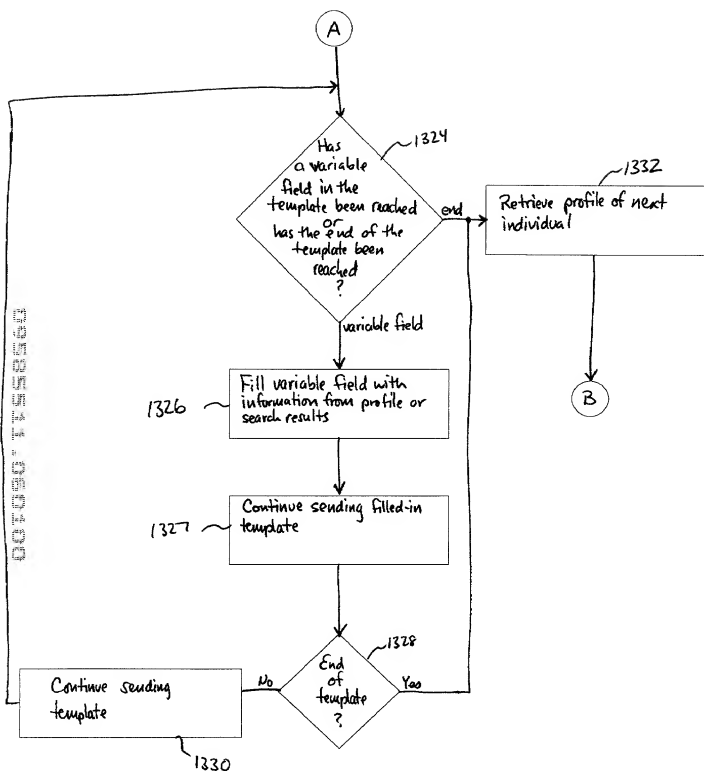 A
1324
Has
a variable
field in the
template been reached
or
has the end of the
template been
reached
?
end
1332
Retrieve profile of next
individual
variable field
B
1326
Fill variable field with
information from profile or
search results
1327
Continue sending filled-in
template
1328
End
of
template
?
No
Yes
Continue sending
template
1330